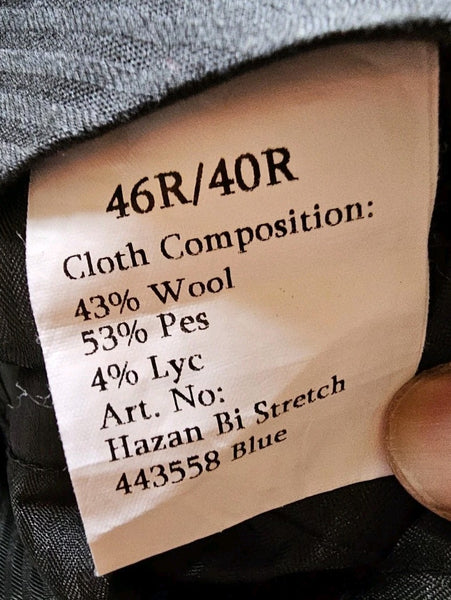 46R/40R
Cloth Composition:
43% Wool
53% Pes
4% Lyc
Art. No:
Hazan Bi Stretch
443558 Blue